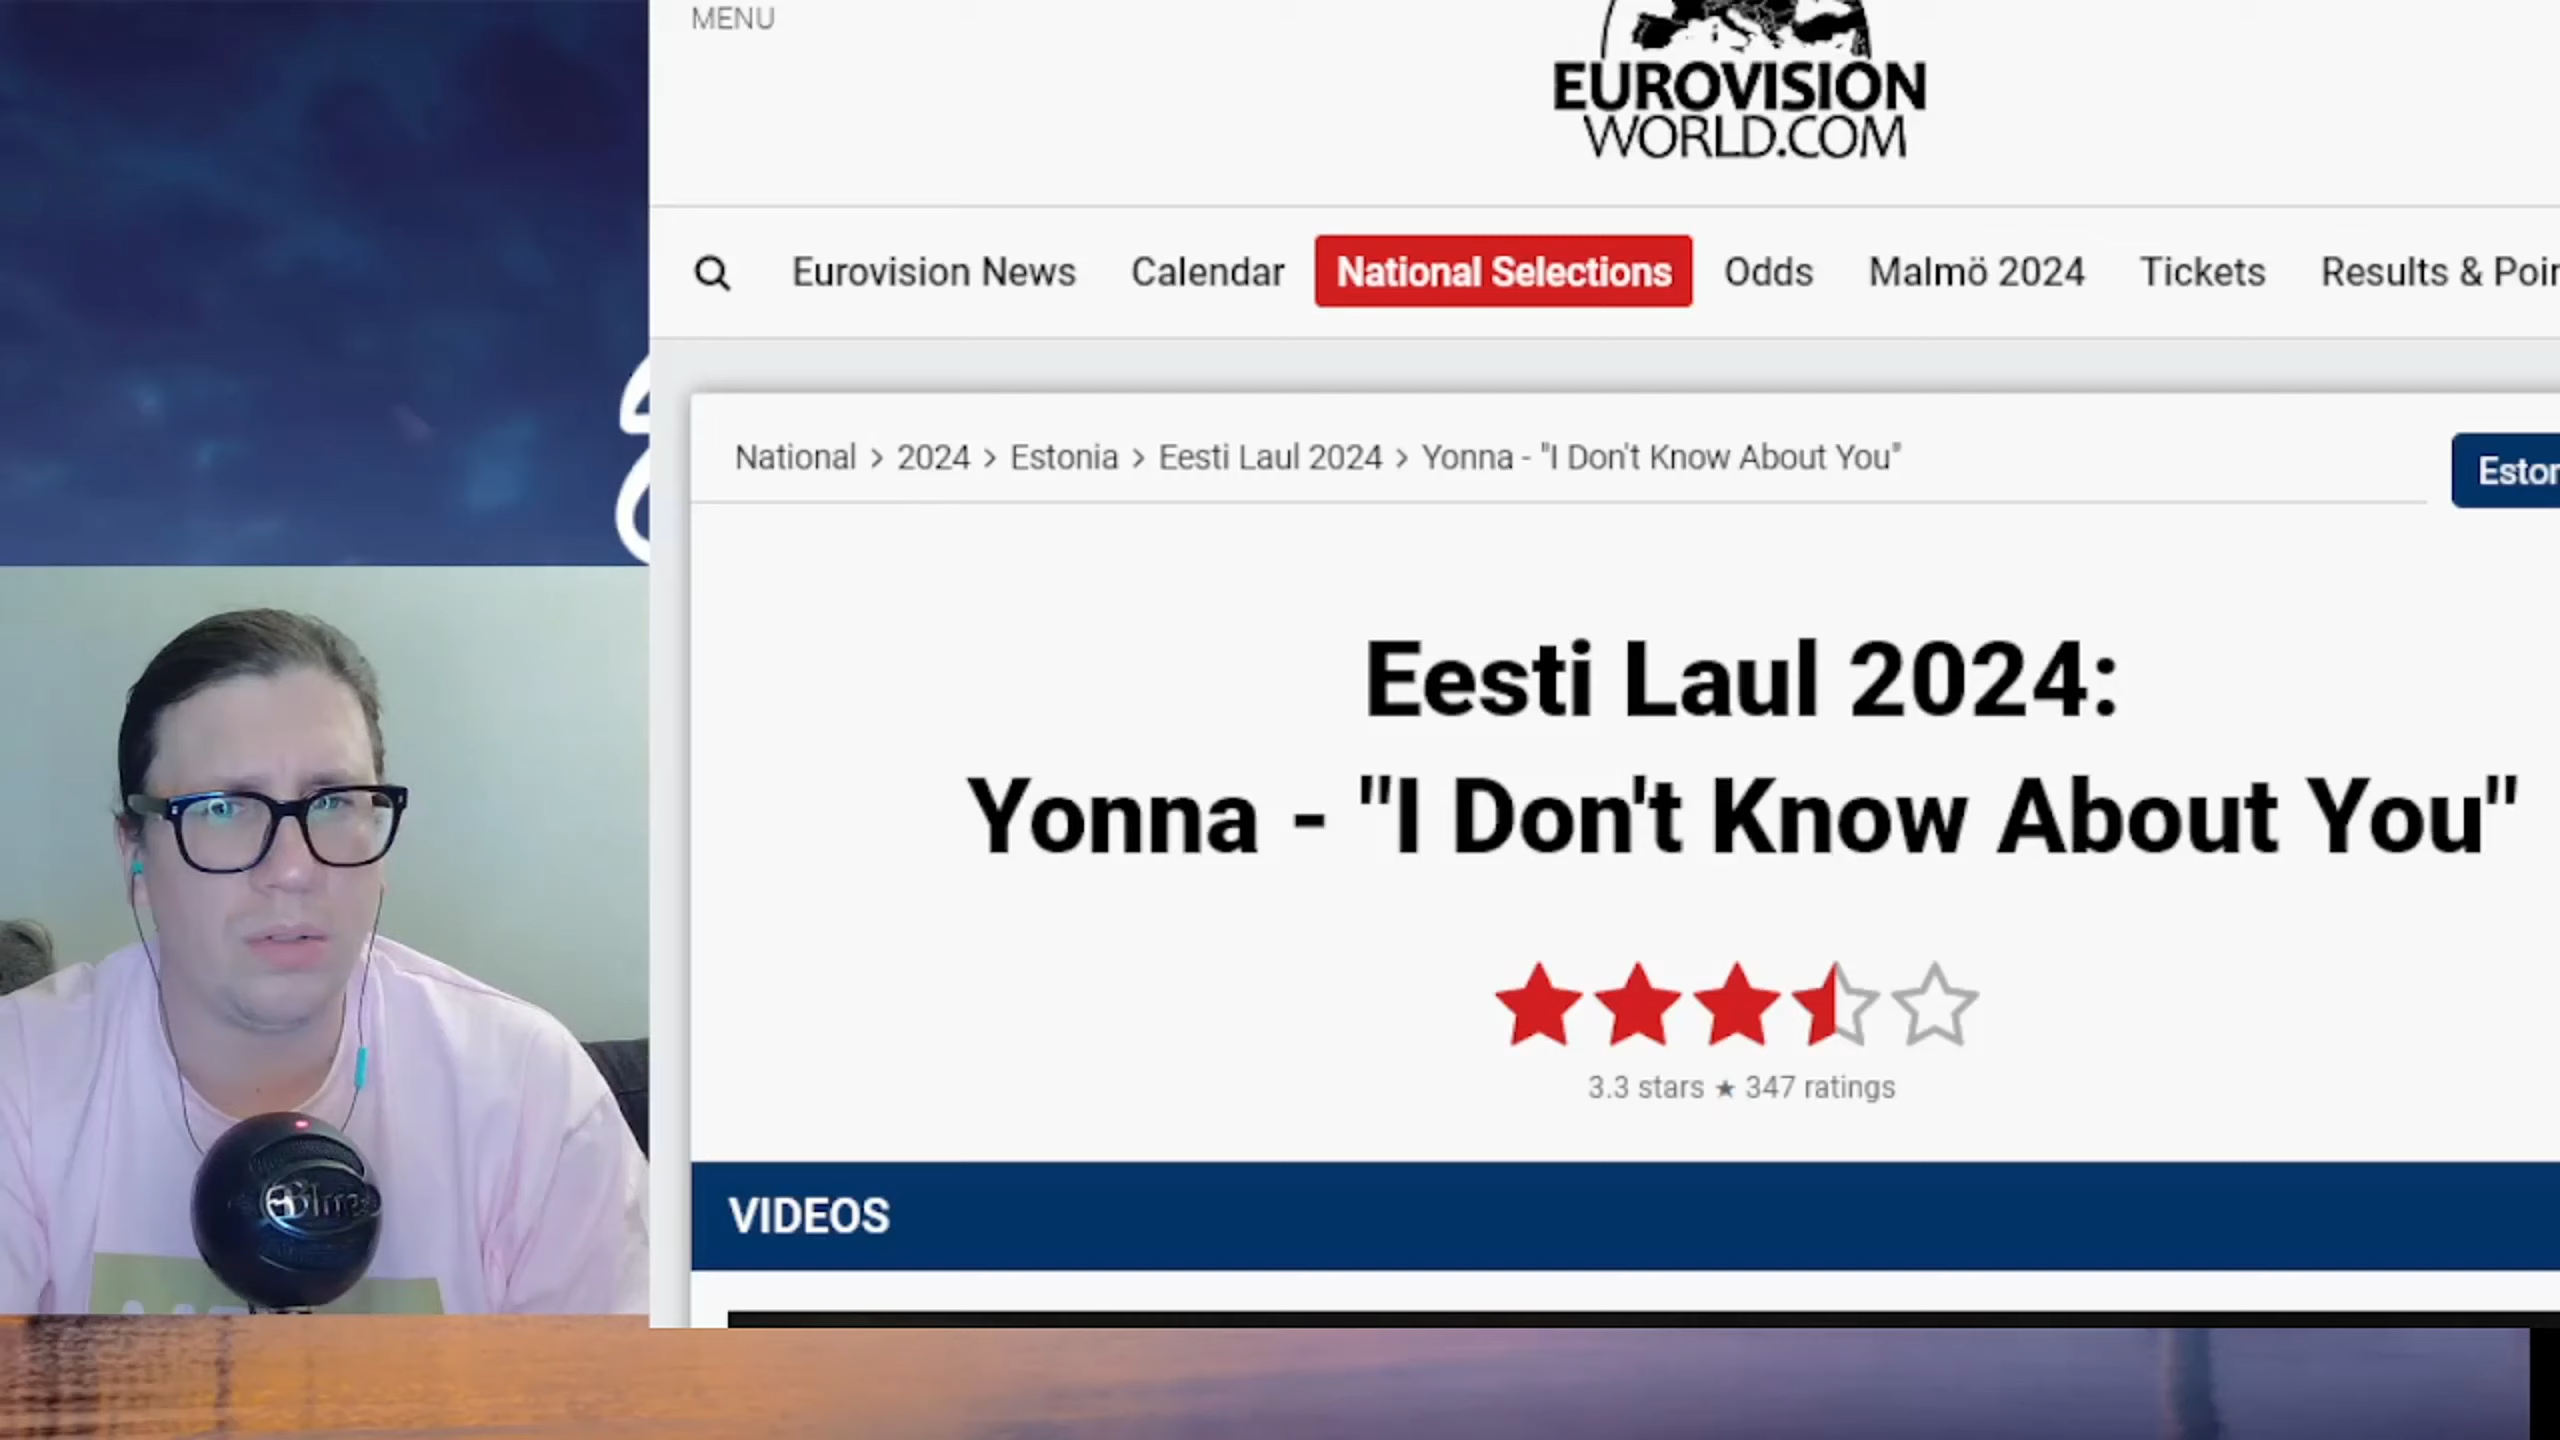 MENU
EUROVISION
WORLD.COM
Eurovision News Calendar National Selections Odds Malmö 2024 Tickets Results &
National > 2024 > Estonia > Eesti Laul 2024 > Yonna - "I Don't Know About You"
Eesti Laul 2024:
Yonna - "I Don't Know About You"
3.3 stars ★ 347 ratings
VIDEOS
Blue